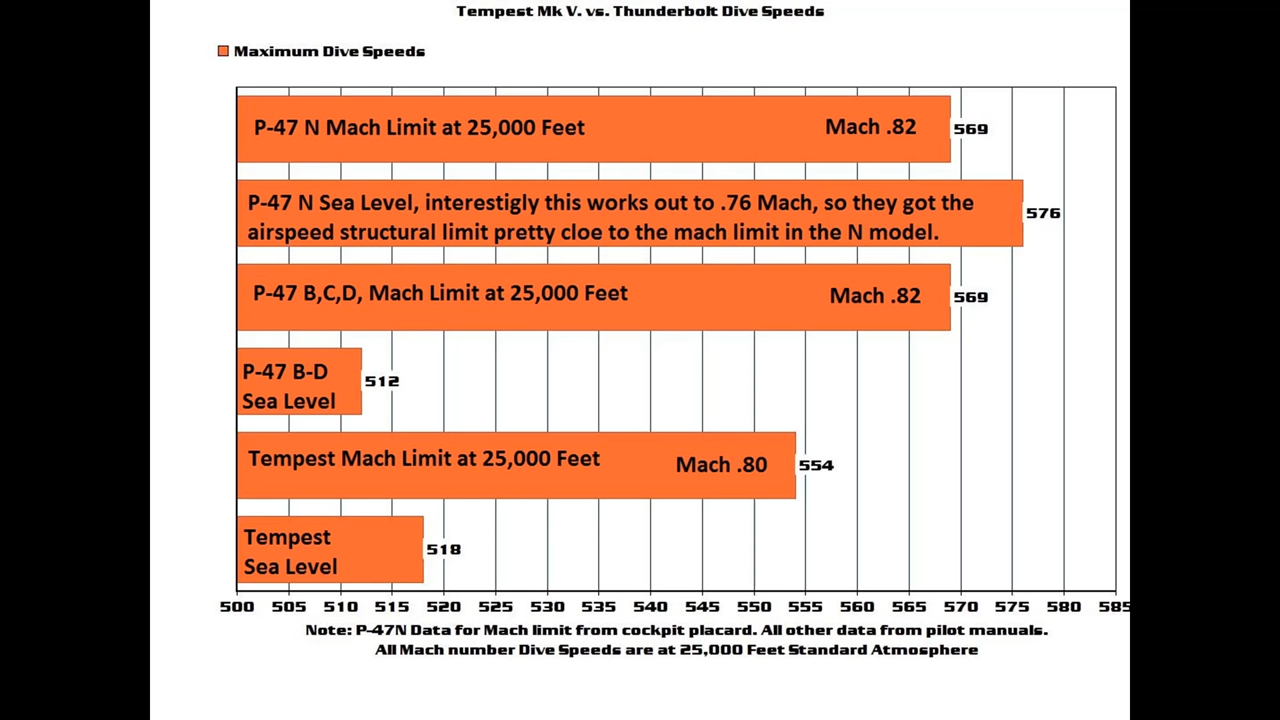 Tempest Mk V. vs. Thunderbolt Dive Speeds
Maximum Dive Speeds
P-47 N Mach Limit at 25,000 Feet Mach .82 569
P-47 N Sea Level, interestigly this works out to .76 Mach, so they got the
airspeed structural limit pretty cloe to the mach limit in the N model. 576
P-47 B,C,D, Mach Limit at 25,000 Feet Mach .82 569
P-47 B-D
Sea Level 512
Tempest Mach Limit at 25,000 Feet Mach .80 554
Tempest
Sea Level 518
500 505 510 515 520 525 530 535 540 545 550 555 560 565 570 575 580 585
Note: P-47N Data for Mach limit from cockpit placard. All other data from pilot manuals.
All Mach number Dive Speeds are at 25,000 Feet Standard Atmosphere